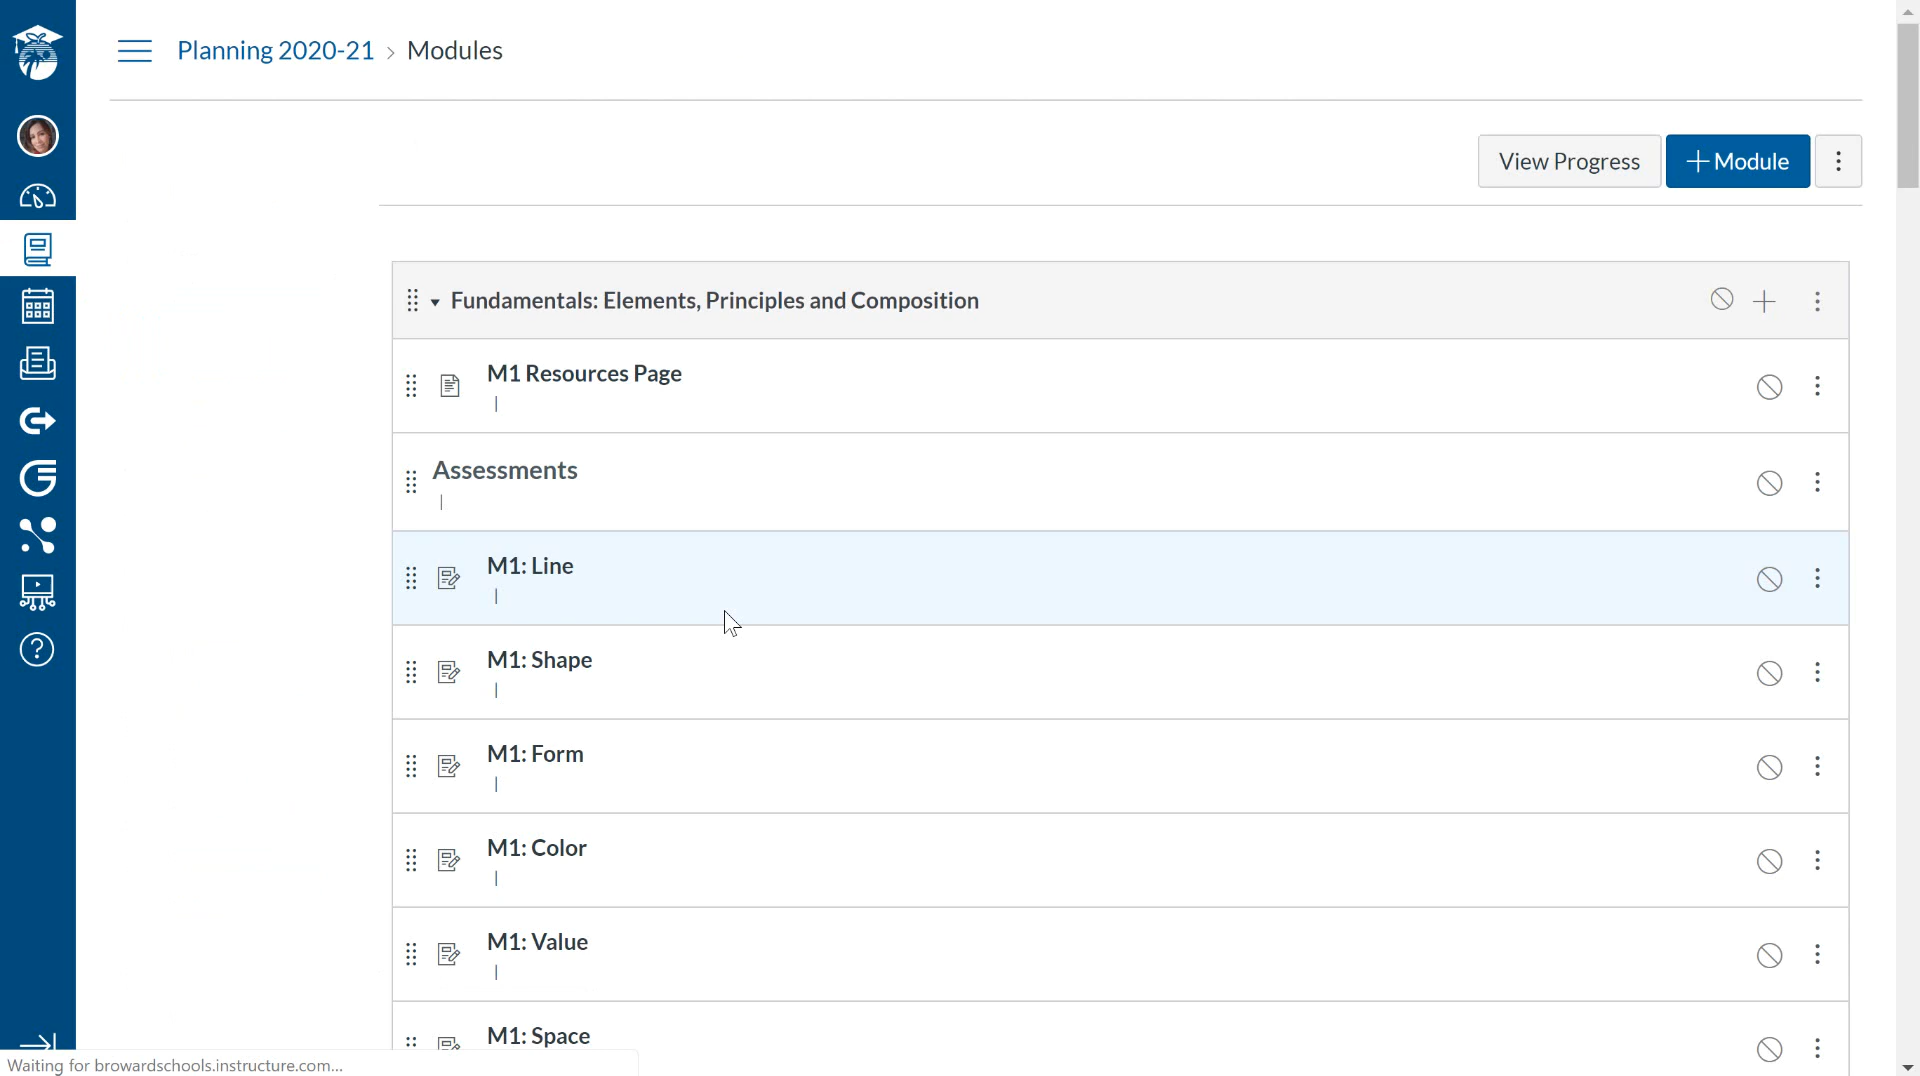 Planning 2020-21 › Modules
View Progress
+ Module
Fundamentals: Elements, Principles and Composition
M1 Resources Page
|
Assessments
|
M1: Line
|
M1: Shape
|
M1: Form
|
M1: Color
|
M1: Value
|
M1: Space
Waiting for browardschools.instructure.com...